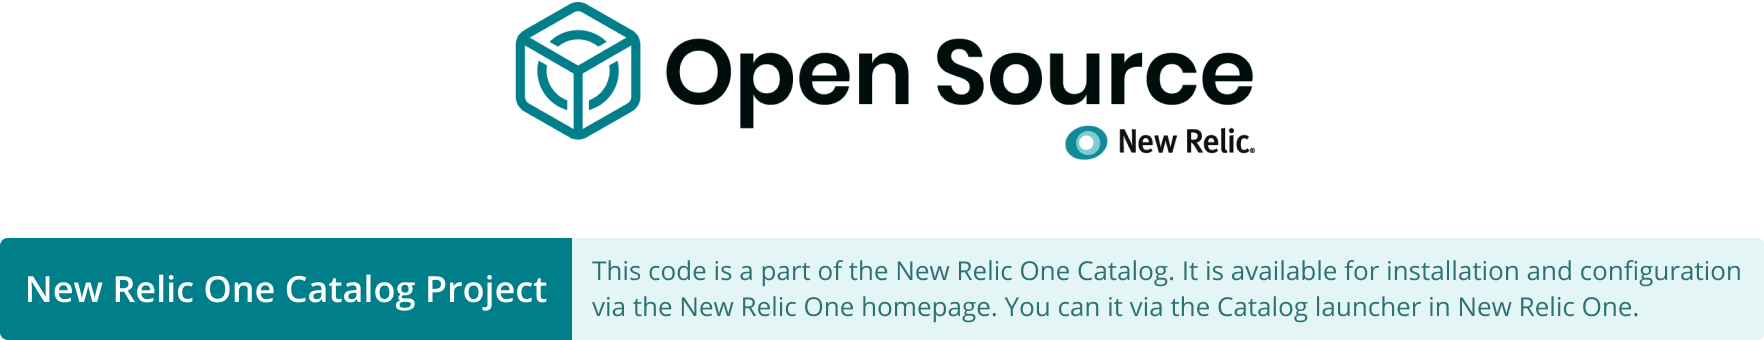 Open Source
New Relic®
New Relic One Catalog Project
This code is a part of the New Relic One Catalog. It is available for installation and configuration
via the New Relic One homepage. You can it via the Catalog launcher in New Relic One.